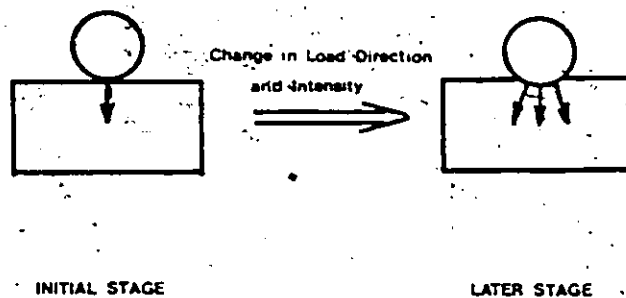 Change in Load Direction
and Intensity
INITIAL STAGE
LATER STAGE